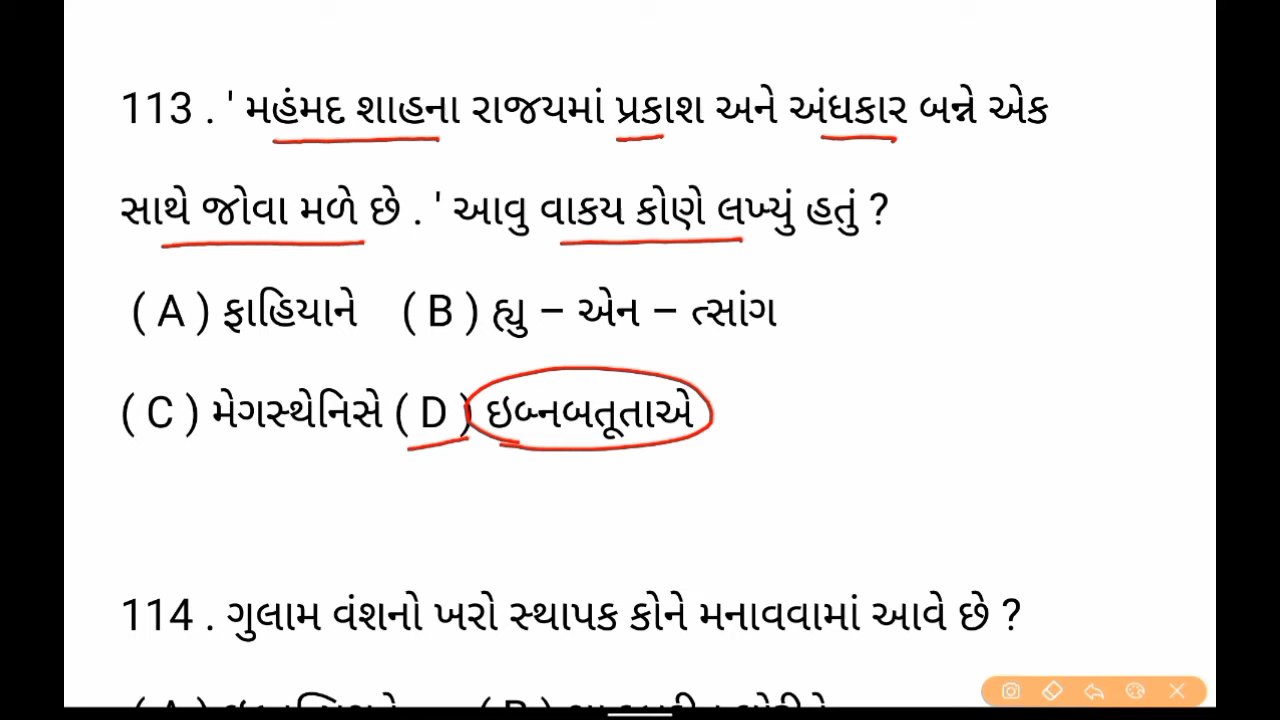 113 . ' મહંમદ શાહના રાજયમાં પ્રકાશ અને અંધકાર બન્ને એક
સાથે જોવા મળે છે . ' આવુ વાકય કોણે લખ્યું હતું ?
( A ) ફાહિયાને ( B ) હ્યુ – એન – ત્સાંગ
( C ) મેગસ્થેનિસે ( D ) ઇબ્નબતૂતાએ
114 . ગુલામ વંશનો ખરો સ્થાપક કોને મનાવવામાં આવે છે ?
( A ) ( B )